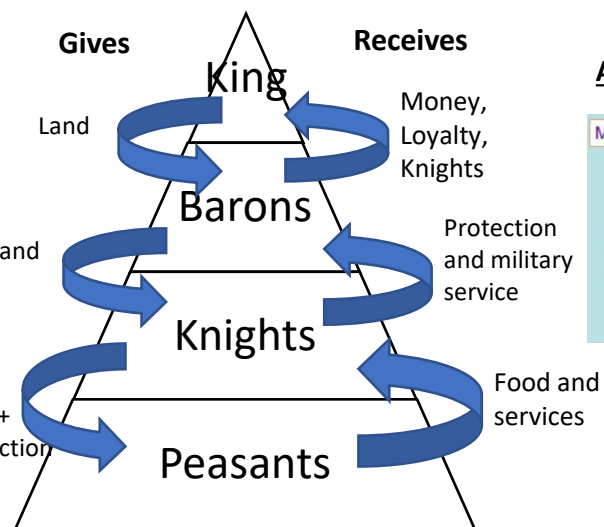 Gives
Receives
King
Land
Money,
Loyalty,
Knights
Barons
Protection
and military
service
Knights
Food and
services
+
Peasants